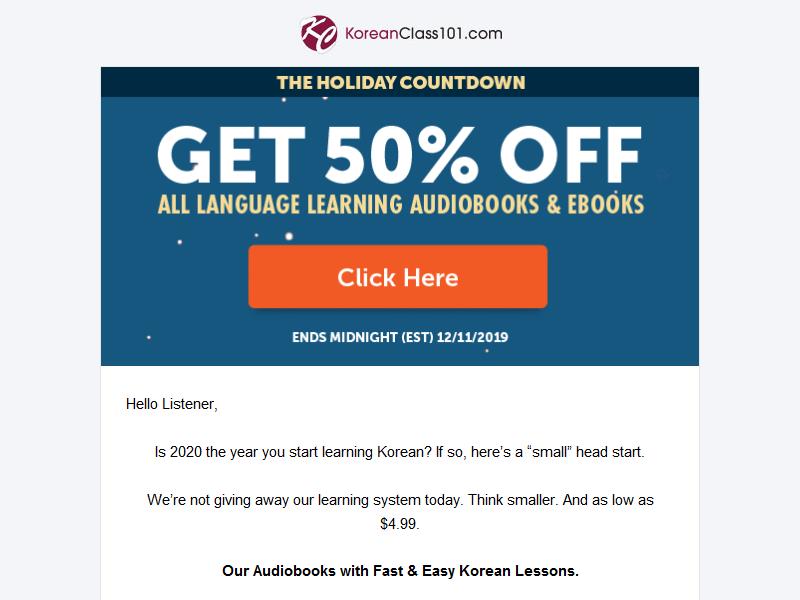 KC KoreanClass101.com
THE HOLIDAY COUNTDOWN
GET 50% OFF
ALL LANGUAGE LEARNING AUDIOBOOKS & EBOOKS
Click Here
ENDS MIDNIGHT (EST) 12/11/2019
Hello Listener,
Is 2020 the year you start learning Korean? If so, here’s a “small” head start.
We’re not giving away our learning system today. Think smaller. And as low as
$4.99.
Our Audiobooks with Fast & Easy Korean Lessons.